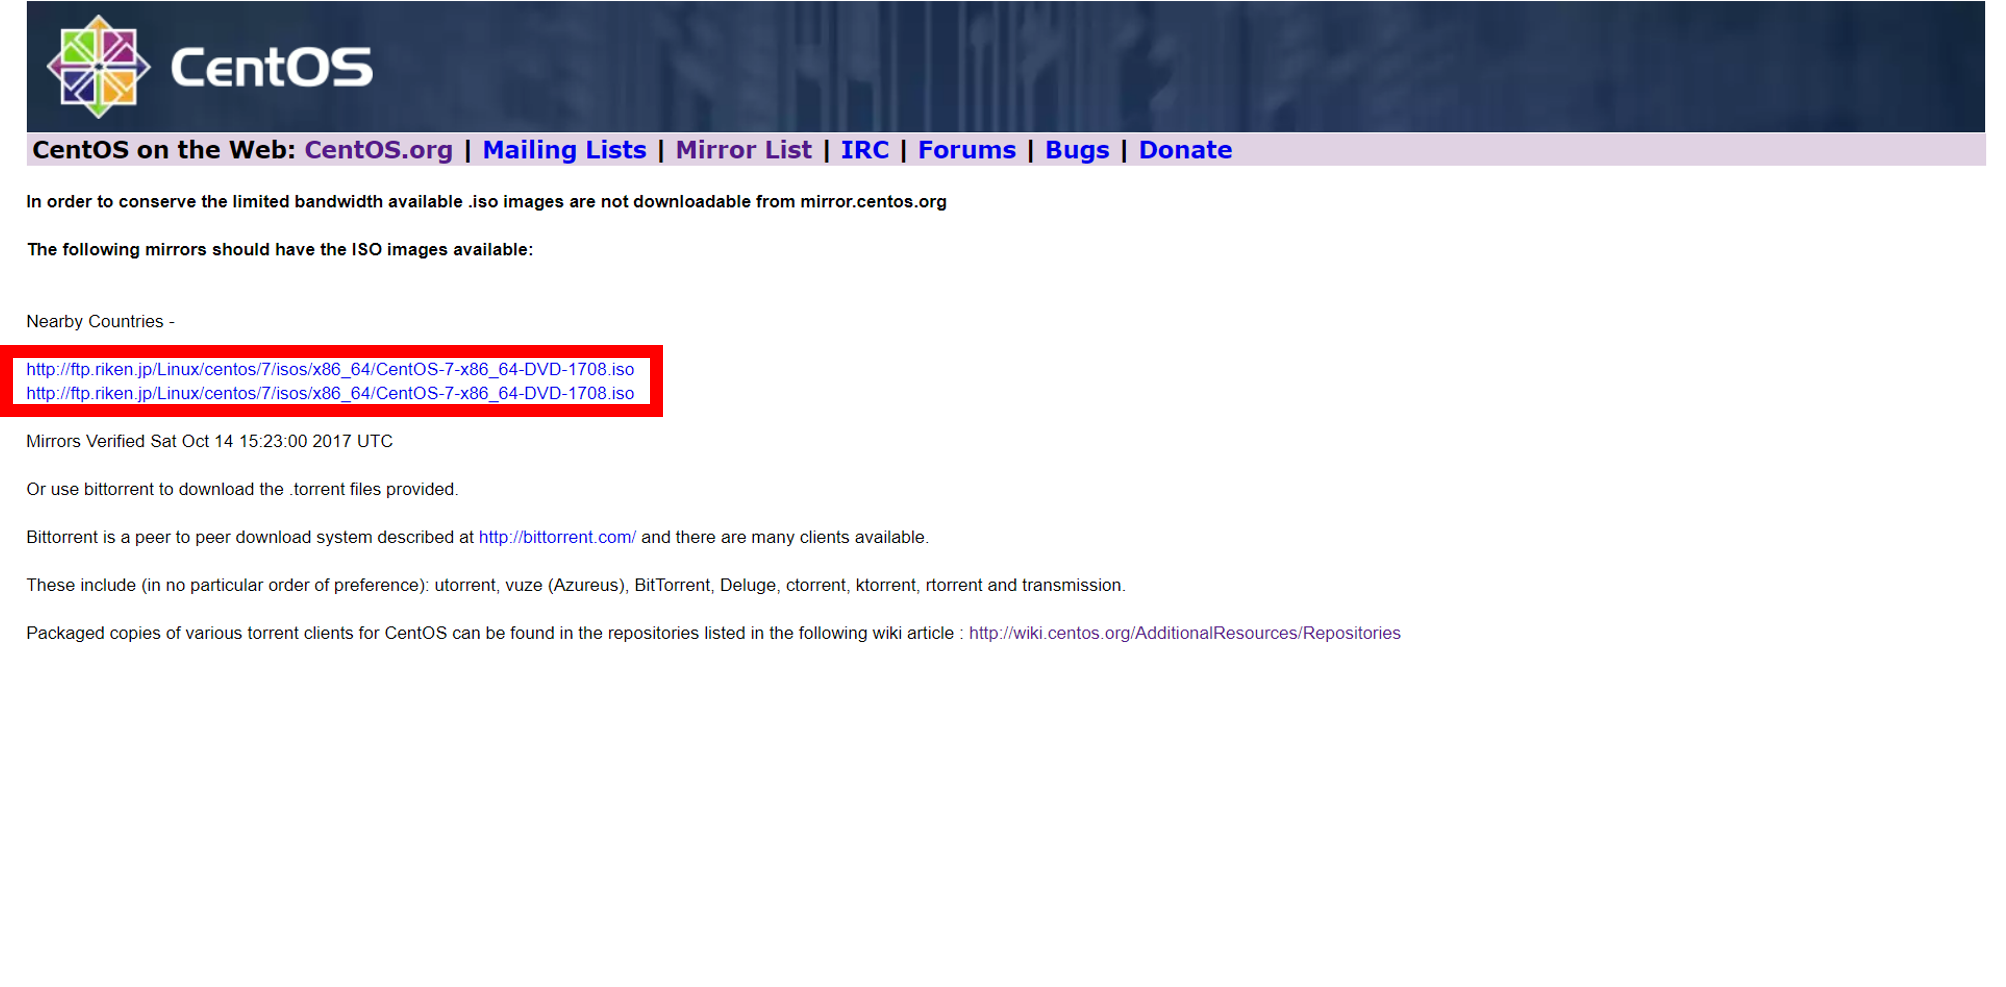 CentOS
CentOS on the Web: CentOS.org | Mailing Lists | Mirror List | IRC | Forums | Bugs | Donate
In order to conserve the limited bandwidth available .iso images are not downloadable from mirror.centos.org
The following mirrors should have the ISO images available:
Nearby Countries -
http://ftp.riken.jp/Linux/centos/7/isos/x86_64/CentOS-7-x86_64-DVD-1708.iso
http://ftp.riken.jp/Linux/centos/7/isos/x86_64/CentOS-7-x86_64-DVD-1708.iso
Mirrors Verified Sat Oct 14 15:23:00 2017 UTC
Or use bittorrent to download the .torrent files provided.
Bittorrent is a peer to peer download system described at http://bittorrent.com/ and there are many clients available.
These include (in no particular order of preference): utorrent, vuze (Azureus), BitTorrent, Deluge, ctorrent, ktorrent, rtorrent and transmission.
Packaged copies of various torrent clients for CentOS can be found in the repositories listed in the following wiki article : http://wiki.centos.org/AdditionalResources/Repositories